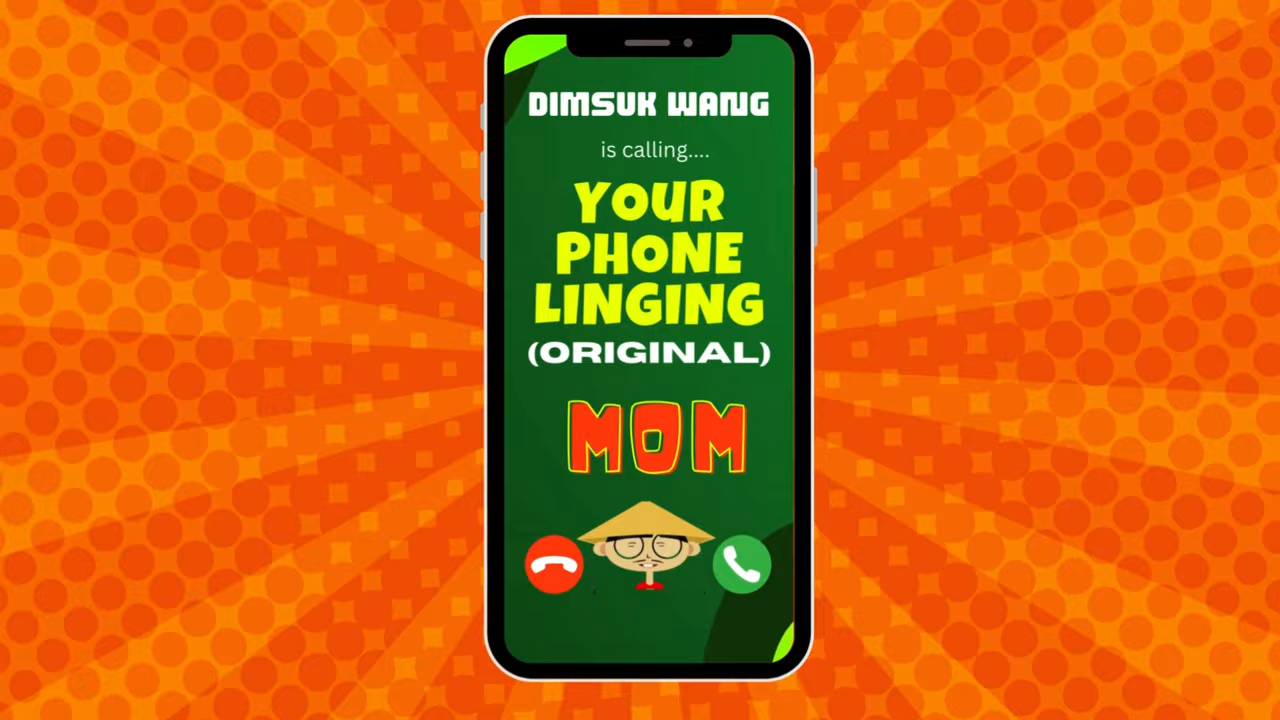 DIMSUK WANG
is calling....
YOUR
PHONE
LINGING
(ORIGINAL)
MOM